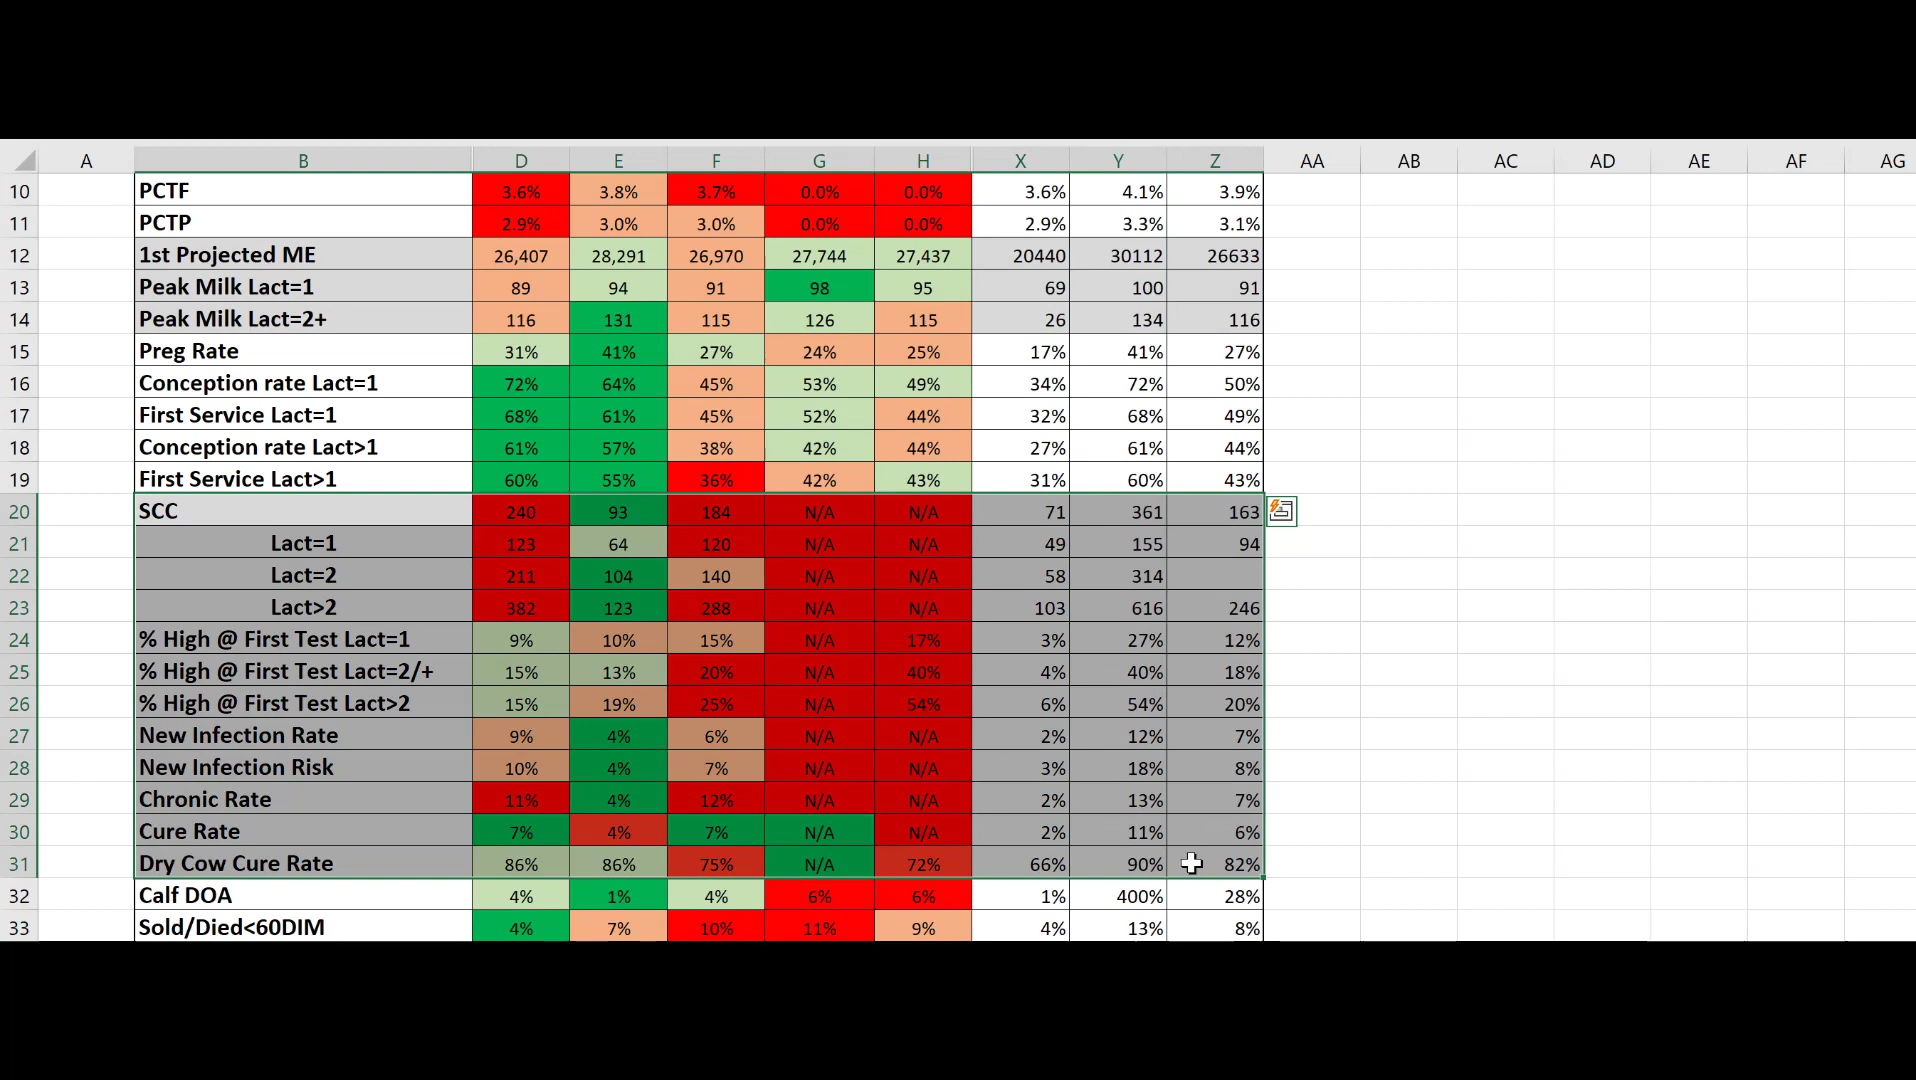 A B D E F G H X Y Z AA AB AC AD AE AF AG
10 PCTF 3.6% 3.8% 3.7% 0.0% 0.0% 3.6% 4.1% 3.9%
11 PCTP 2.9% 3.0% 3.0% 0.0% 0.0% 2.9% 3.3% 3.1%
12 1st Projected ME 26,407 28,291 26,970 27,744 27,437 20440 30112 26633
13 Peak Milk Lact=1 89 94 91 98 95 69 100 91
14 Peak Milk Lact=2+ 116 131 115 126 115 26 134 116
15 Preg Rate 31% 41% 27% 24% 25% 17% 41% 27%
16 Conception rate Lact=1 72% 64% 45% 53% 49% 34% 72% 50%
17 First Service Lact=1 68% 61% 45% 52% 44% 32% 68% 49%
18 Conception rate Lact>1 61% 57% 38% 42% 44% 27% 61% 44%
19 First Service Lact>1 60% 55% 36% 42% 43% 31% 60% 43%
20 SCC 240 93 184 N/A N/A 71 361 163
21 Lact=1 123 64 120 N/A N/A 49 155 94
22 Lact=2 211 104 140 N/A N/A 58 314
23 Lact>2 382 123 288 N/A N/A 103 616 246
24 % High @ First Test Lact=1 9% 10% 15% N/A 17% 3% 27% 12%
25 % High @ First Test Lact=2/+ 15% 13% 20% N/A 40% 4% 40% 18%
26 % High @ First Test Lact>2 15% 19% 25% N/A 54% 6% 54% 20%
27 New Infection Rate 9% 4% 6% N/A N/A 2% 12% 7%
28 New Infection Risk 10% 4% 7% N/A N/A 3% 18% 8%
29 Chronic Rate 11% 4% 12% N/A N/A 2% 13% 7%
30 Cure Rate 7% 4% 7% N/A N/A 2% 11% 6%
31 Dry Cow Cure Rate 86% 86% 75% N/A 72% 66% 90% 82%
32 Calf DOA 4% 1% 4% 6% 6% 1% 400% 28%
33 Sold/Died<60DIM 4% 7% 10% 11% 9% 4% 13% 8%